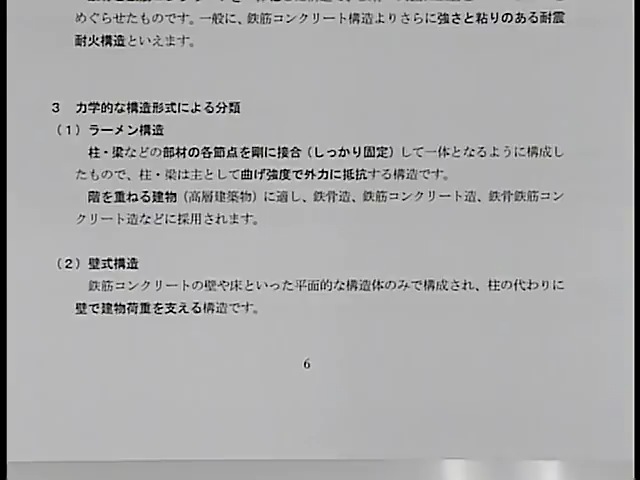 めぐらせたものです。一般に、鉄筋コンクリート構造よりさらに強さと粘りのある耐震
耐火構造といえます。
3 力学的な構造形式による分類
(1) ラーメン構造
柱・梁などの部材の各節点を剛に接合（しっかり固定）して一体となるように構成し
たもので、柱・梁は主として曲げ強度で外力に抵抗する構造です。
階を重ねる建物（高層建築物）に適し、鉄骨造、鉄筋コンクリート造、鉄骨鉄筋コン
クリート造などに採用されます。
(2) 壁式構造
鉄筋コンクリートの壁や床といった平面的な構造体のみで構成され、柱の代わりに
壁で建物荷重を支える構造です。
6